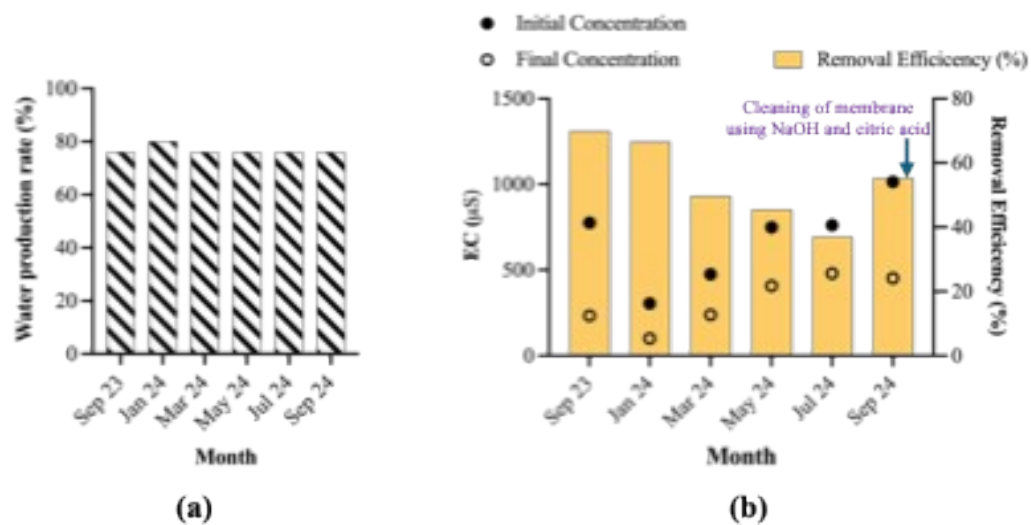 Initial Concentration
Final Concentration
Removal Efficicency (%)
Water production rate (%)
100
80
60
40
20
0
Sep 23
Jan 24
Mar 24
May 24
Jul 24
Sep 24
Month
(a)
EC (µS)
1500
1000
500
0
Cleaning of membrane
using NaOH and citric acid
80
60
40
20
0
Removal Efficicency (%)
Sep 23
Jan 24
Mar 24
May 24
Jul 24
Sep 24
Month
(b)